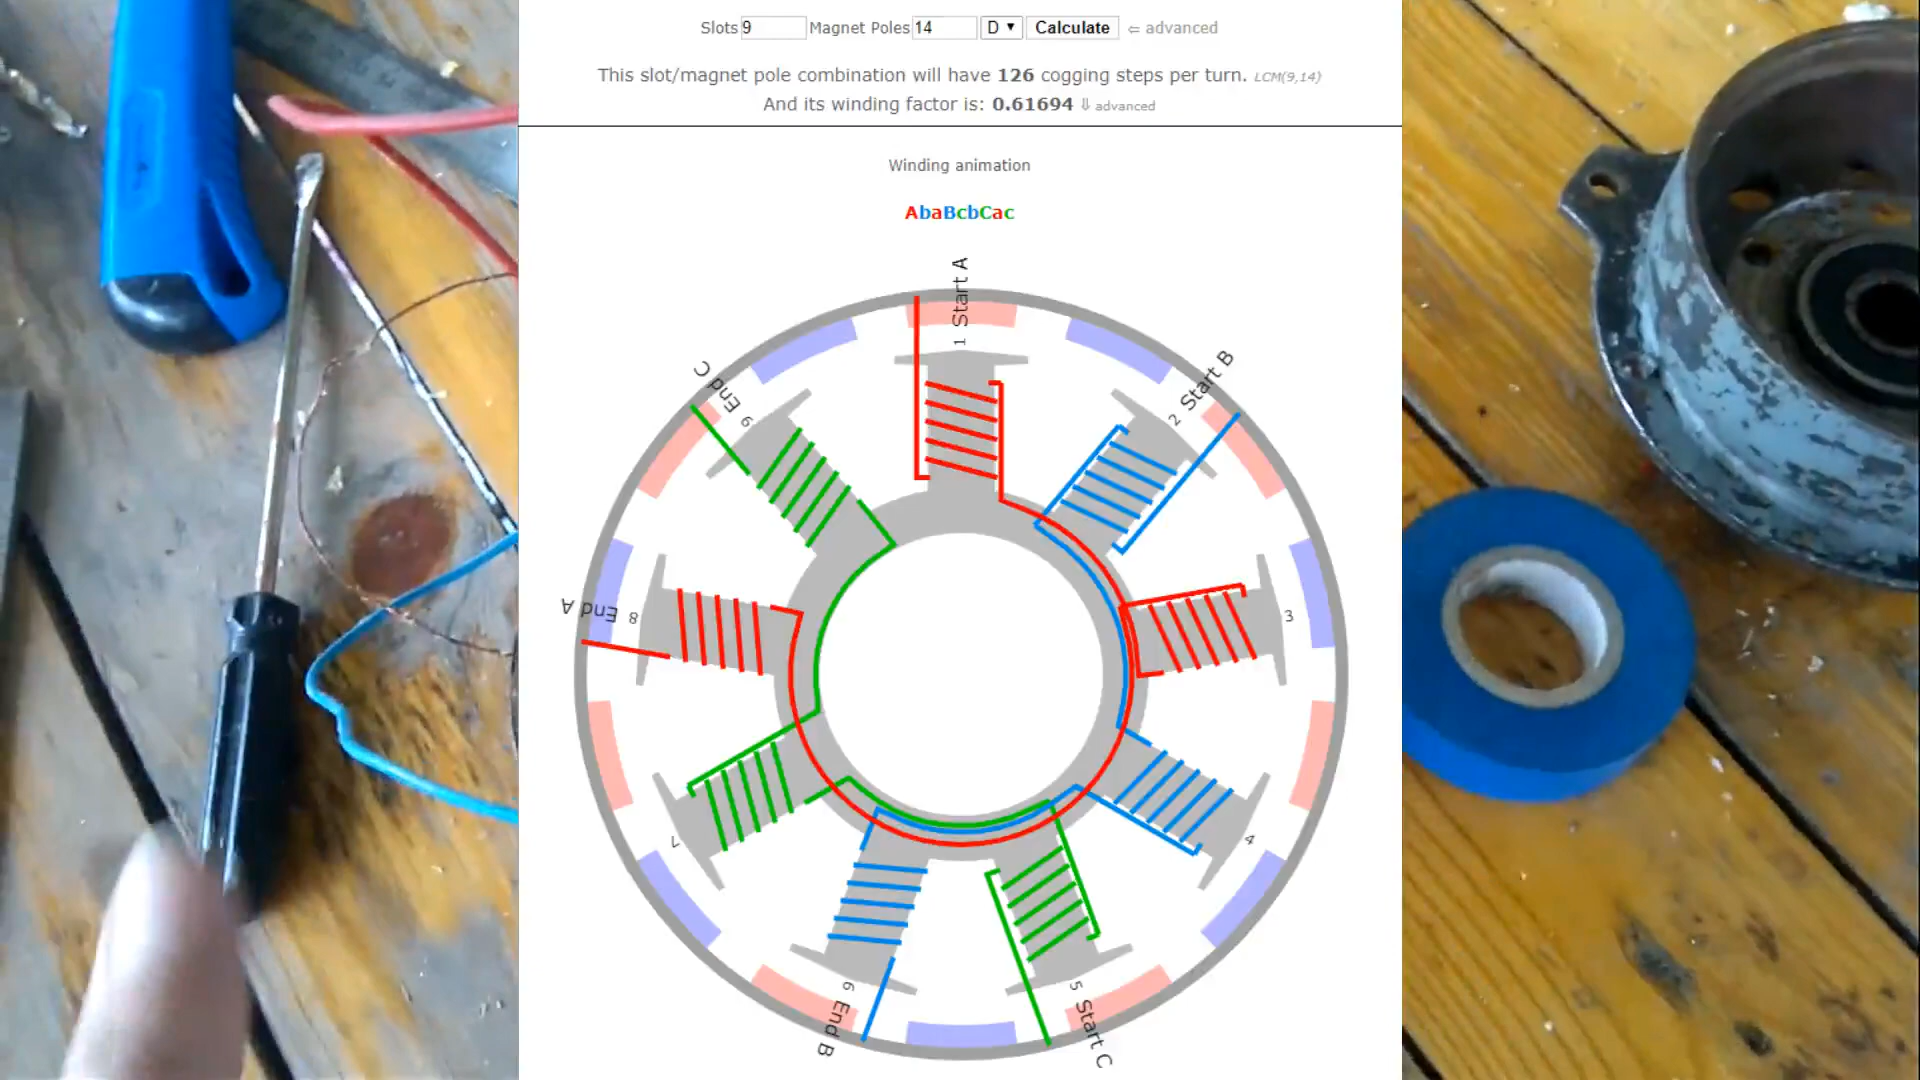 Slots 9 Magnet Poles 14 D ▼ Calculate ⇐ advanced
This slot/magnet pole combination will have 126 cogging steps per turn. LCM(9,14)
And its winding factor is: 0.61694 ⇓ advanced
Winding animation
AbaBcbCac
1 Start A
2 Start B
3
4
5 Start C
6 End B
7
8 End A
9 End C